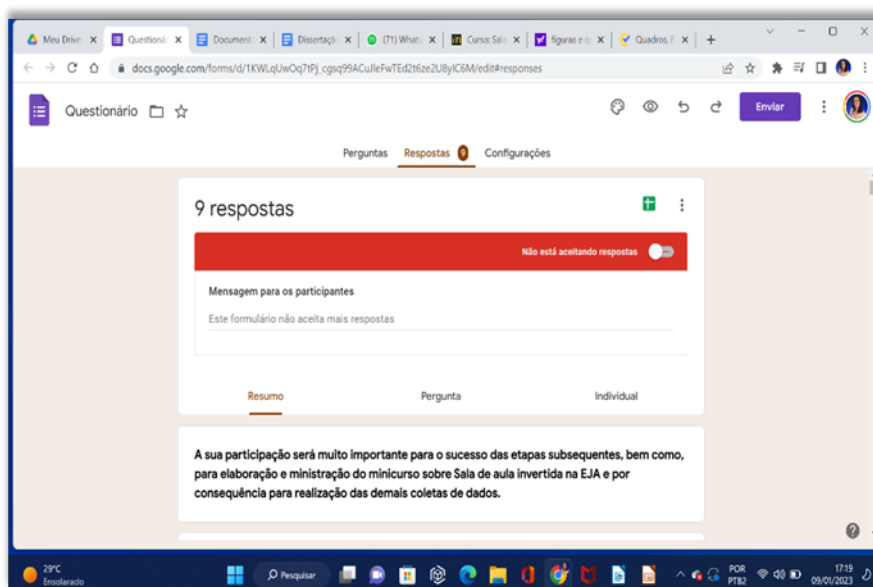 Meu Drive
Questioná
Document
Dissertaçã
(71) What
Curso: Sala
figuras e q
Quadros, F
docs.google.com/forms/d/
/edit#responses
Questionário
Enviar
Perguntas Respostas 9 Configurações
9 respostas
Não está aceitando respostas
Mensagem para os participantes
Este formulário não aceita mais respostas
Resumo Pergunta Individual
A sua participação será muito importante para o sucesso das etapas subsequentes, bem como,
para elaboração e ministração do minicurso sobre Sala de aula invertida na EJA e por
consequência para realização das demais coletas de dados.
29°C
Ensolarado
Pesquisar
POR
PTB2
17:19
09/01/2023